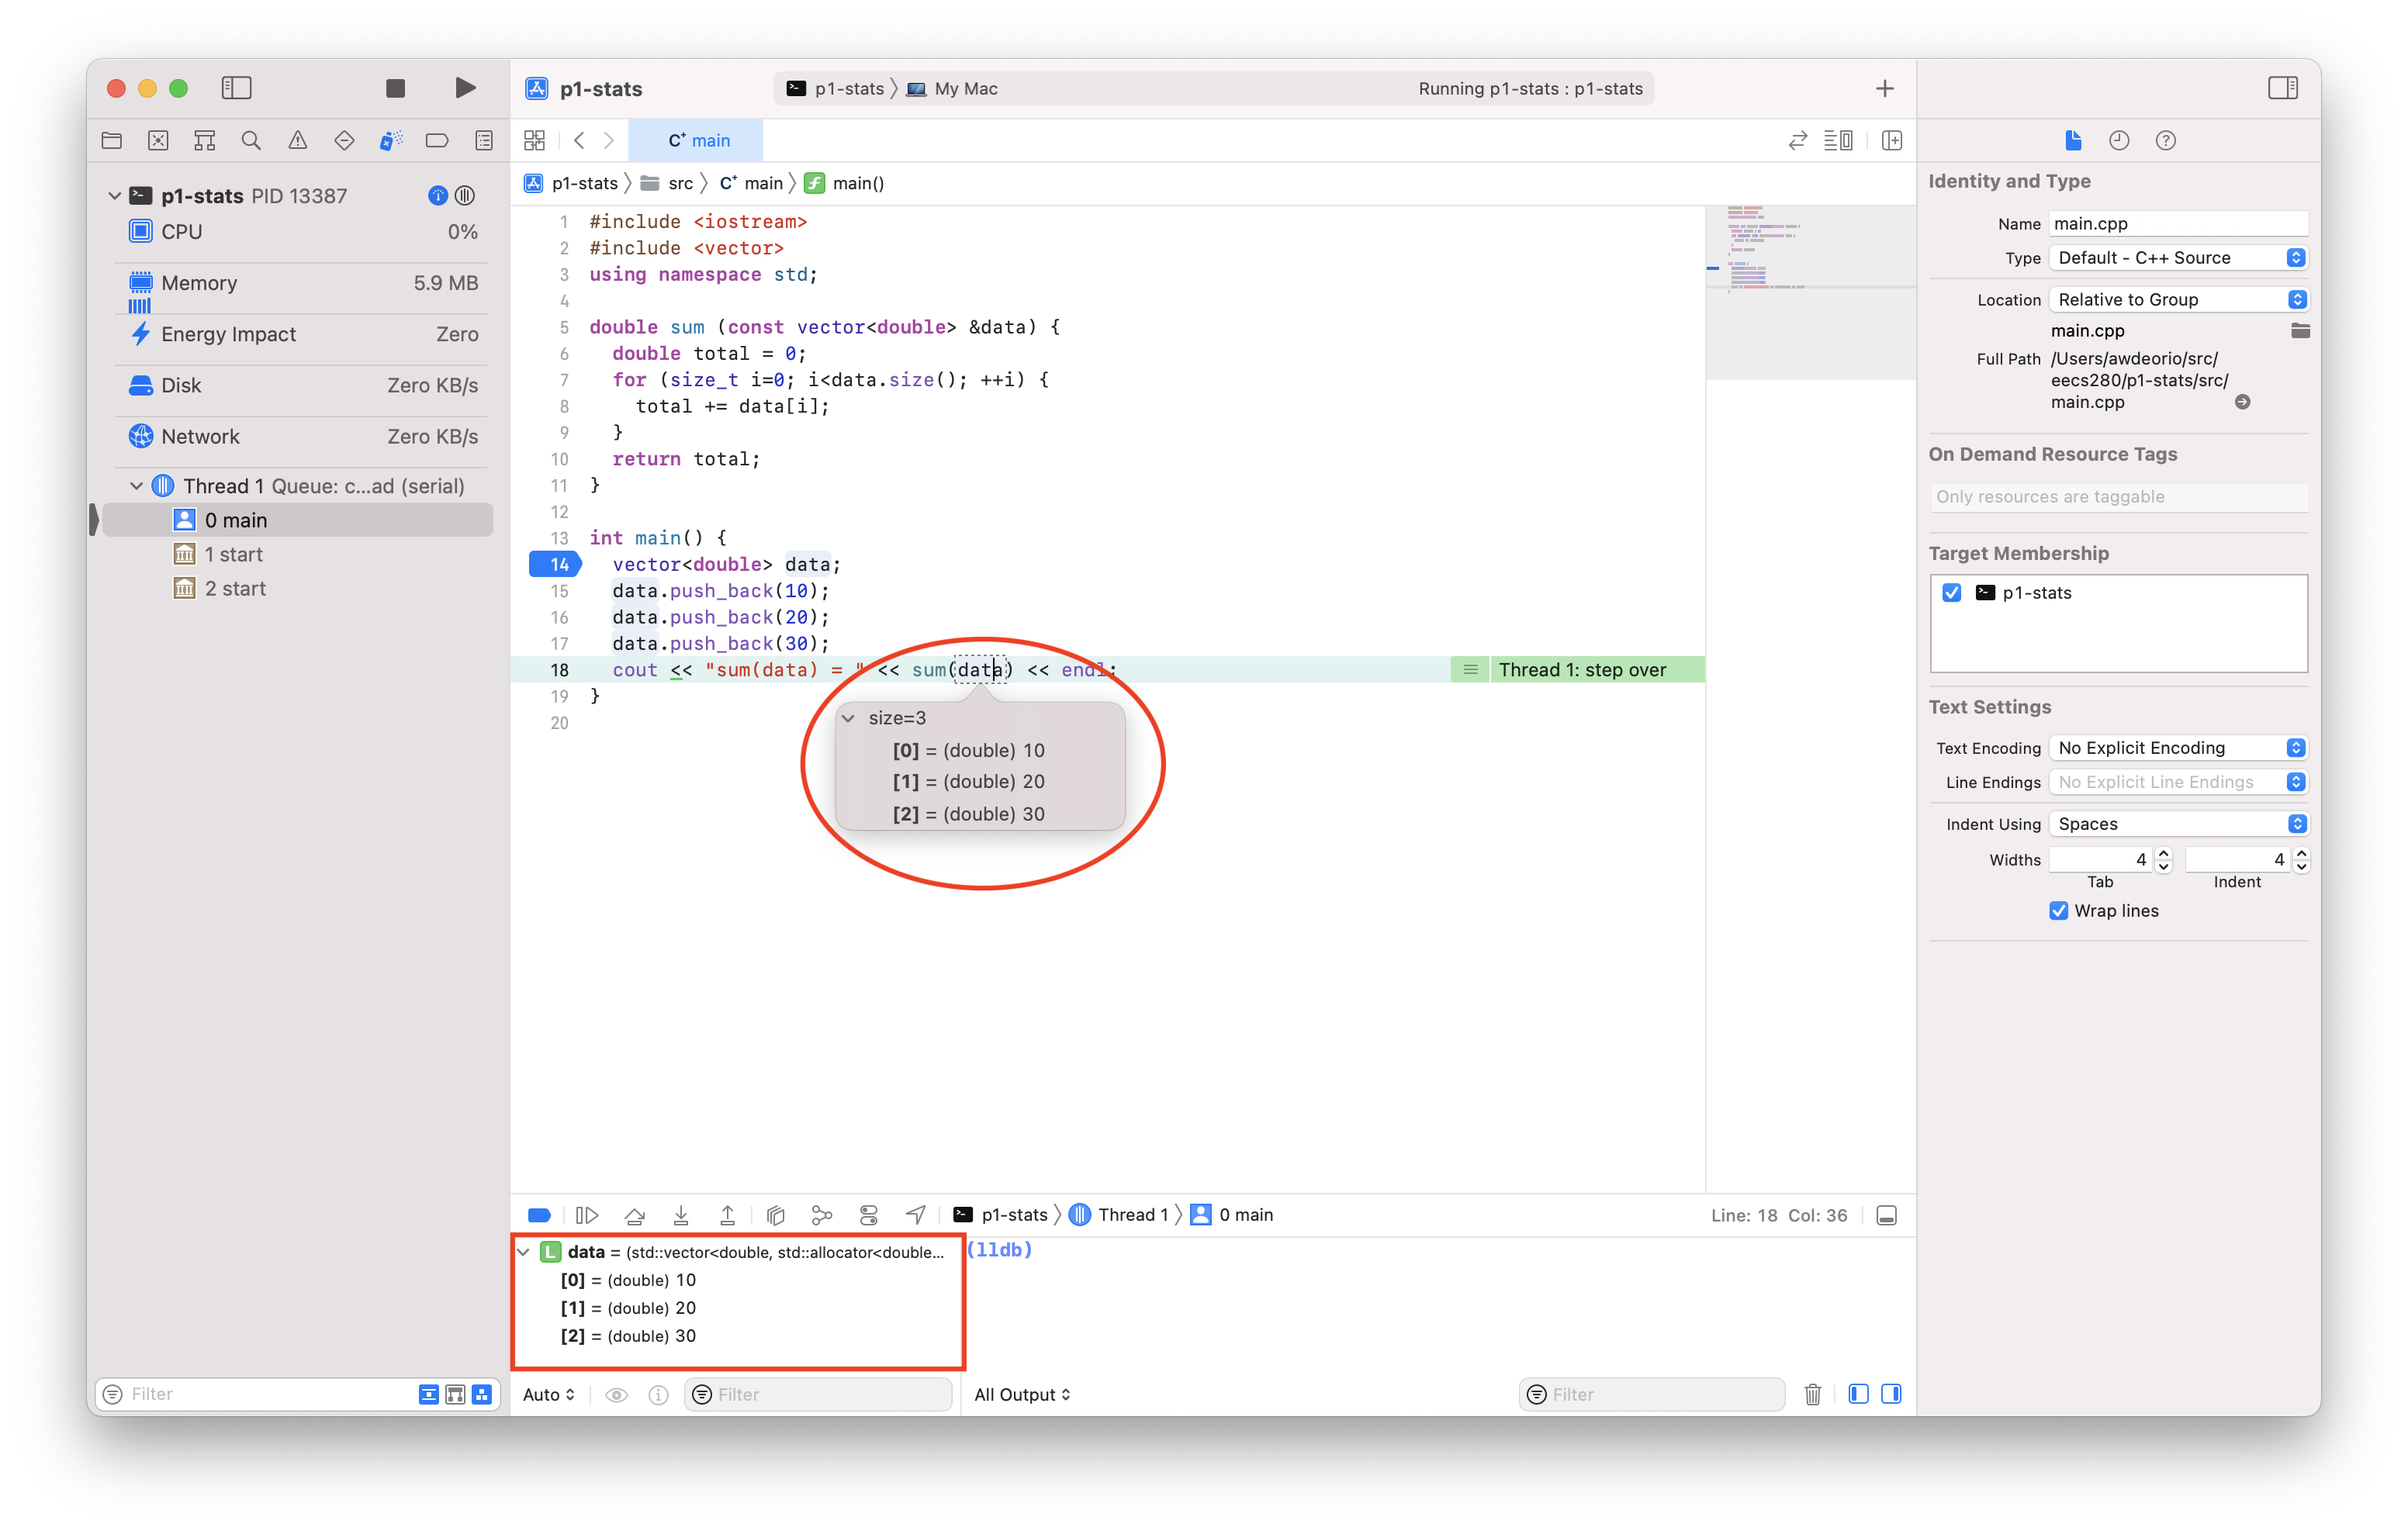 p1-stats
p1-stats 〉 My Mac
Running p1-stats : p1-stats
C+ main
p1-stats PID 13387
CPU 0%
Memory 5.9 MB
Energy Impact Zero
Disk Zero KB/s
Network Zero KB/s
Thread 1 Queue: c...ad (serial)
0 main
1 start
2 start
Filter
p1-stats 〉 src 〉 C+ main 〉 main()
1 #include <iostream>
2 #include <vector>
3 using namespace std;
4
5 double sum (const vector<double> &data) {
6   double total = 0;
7   for (size_t i=0; i<data.size(); ++i) {
8     total += data[i];
9   }
10   return total;
11 }
12
13 int main() {
14   vector<double> data;
15   data.push_back(10);
16   data.push_back(20);
17   data.push_back(30);
18   cout << "sum(data) = " << sum(data) << endl;
Thread 1: step over
19 }
20
size=3
[0] = (double) 10
[1] = (double) 20
[2] = (double) 30
p1-stats 〉 Thread 1 〉 0 main
Line: 18 Col: 36
L data = (std::vector<double, std::allocator<double...
[0] = (double) 10
[1] = (double) 20
[2] = (double) 30
(lldb)
Auto
Filter
All Output
Filter
Identity and Type
Name main.cpp
Type Default - C++ Source
Location Relative to Group
main.cpp
Full Path /Users/awdeorio/src/
eecs280/p1-stats/src/
main.cpp
On Demand Resource Tags
Only resources are taggable
Target Membership
p1-stats
Text Settings
Text Encoding No Explicit Encoding
Line Endings No Explicit Line Endings
Indent Using Spaces
Widths 4 4
Tab Indent
Wrap lines